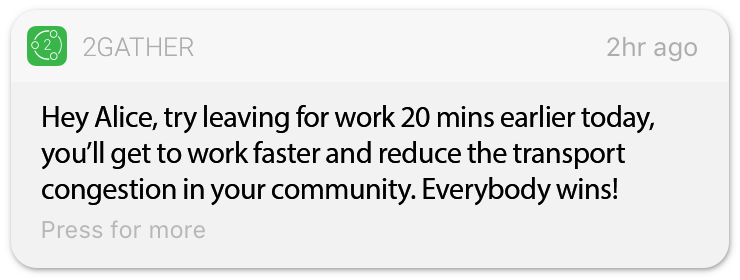 2
2GATHER
2hr ago
Hey Alice, try leaving for work 20 mins earlier today,
you’ll get to work faster and reduce the transport
congestion in your community. Everybody wins!
Press for more